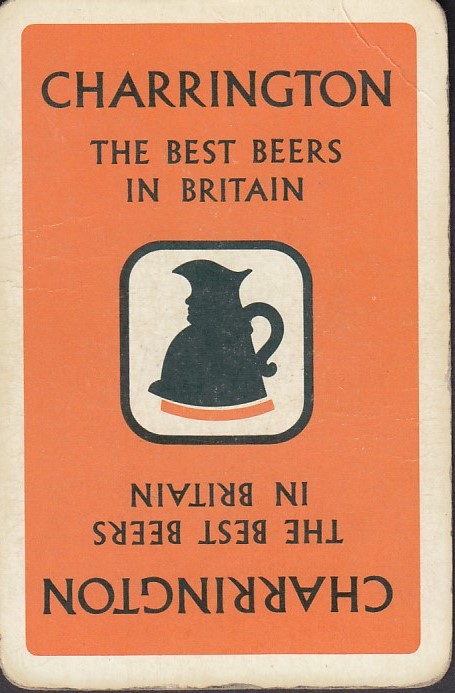 CHARRINGTON
THE BEST BEERS
IN BRITAIN
IN BRITAIN
THE BEST BEERS
CHARRINGTON